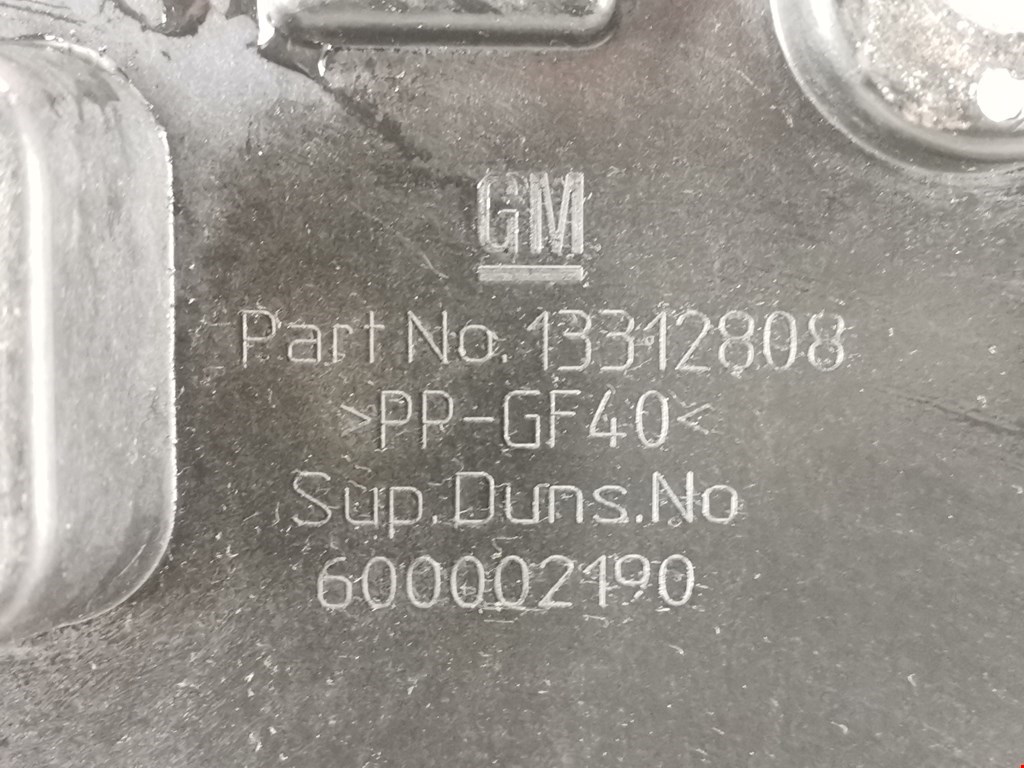 GM
Part No. 13312808
>PP-GF40<
Sup.Duns.No
600002190